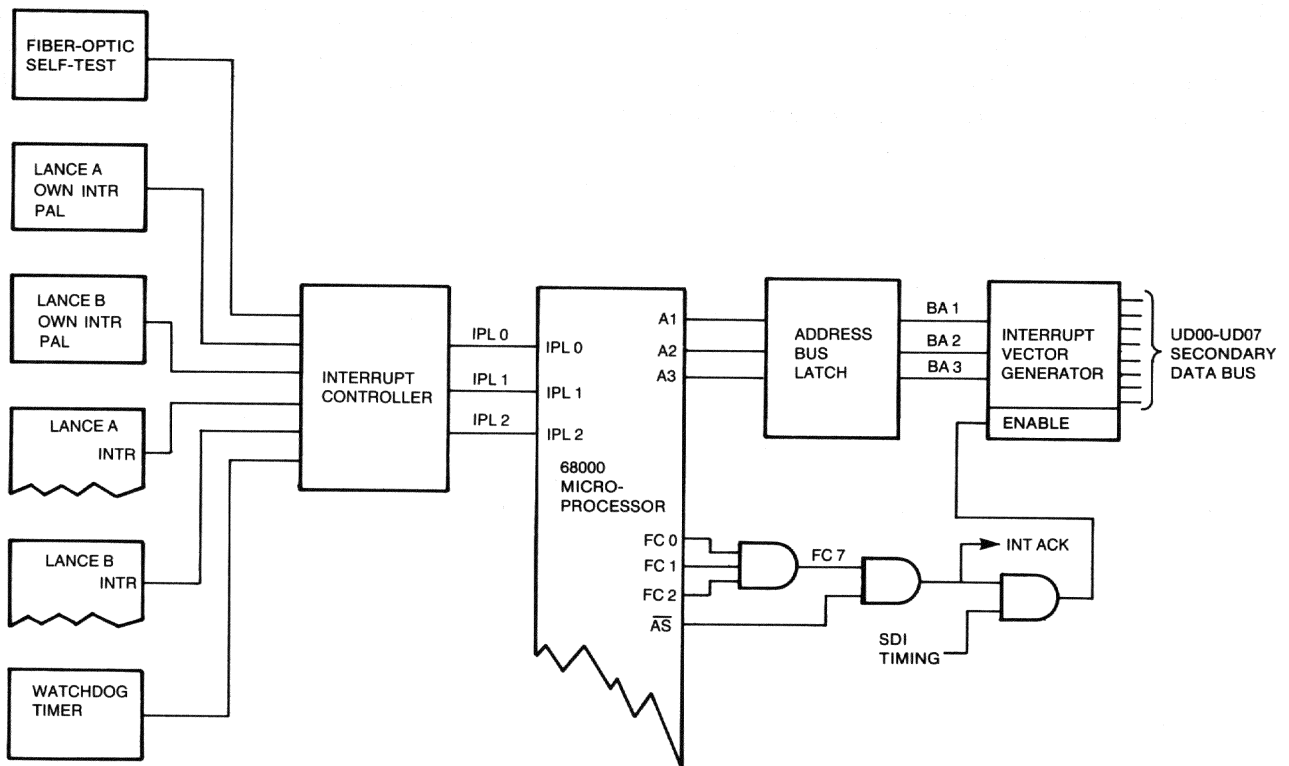 FIBER-OPTIC
SELF-TEST
LANCE A
OWN INTR
PAL
LANCE B
OWN INTR
PAL
LANCE A
INTR
LANCE B
INTR
WATCHDOG
TIMER
INTERRUPT
CONTROLLER
IPL 0
IPL 1
IPL 2
IPL 0
IPL 1
IPL 2
68000
MICRO-
PROCESSOR
A1
A2
A3
FC 0
FC 1
FC 2
A̅S̅
ADDRESS
BUS
LATCH
BA 1
BA 2
BA 3
INTERRUPT
VECTOR
GENERATOR
ENABLE
UD00-UD07
SECONDARY
DATA BUS
FC 7
INT ACK
SDI
TIMING